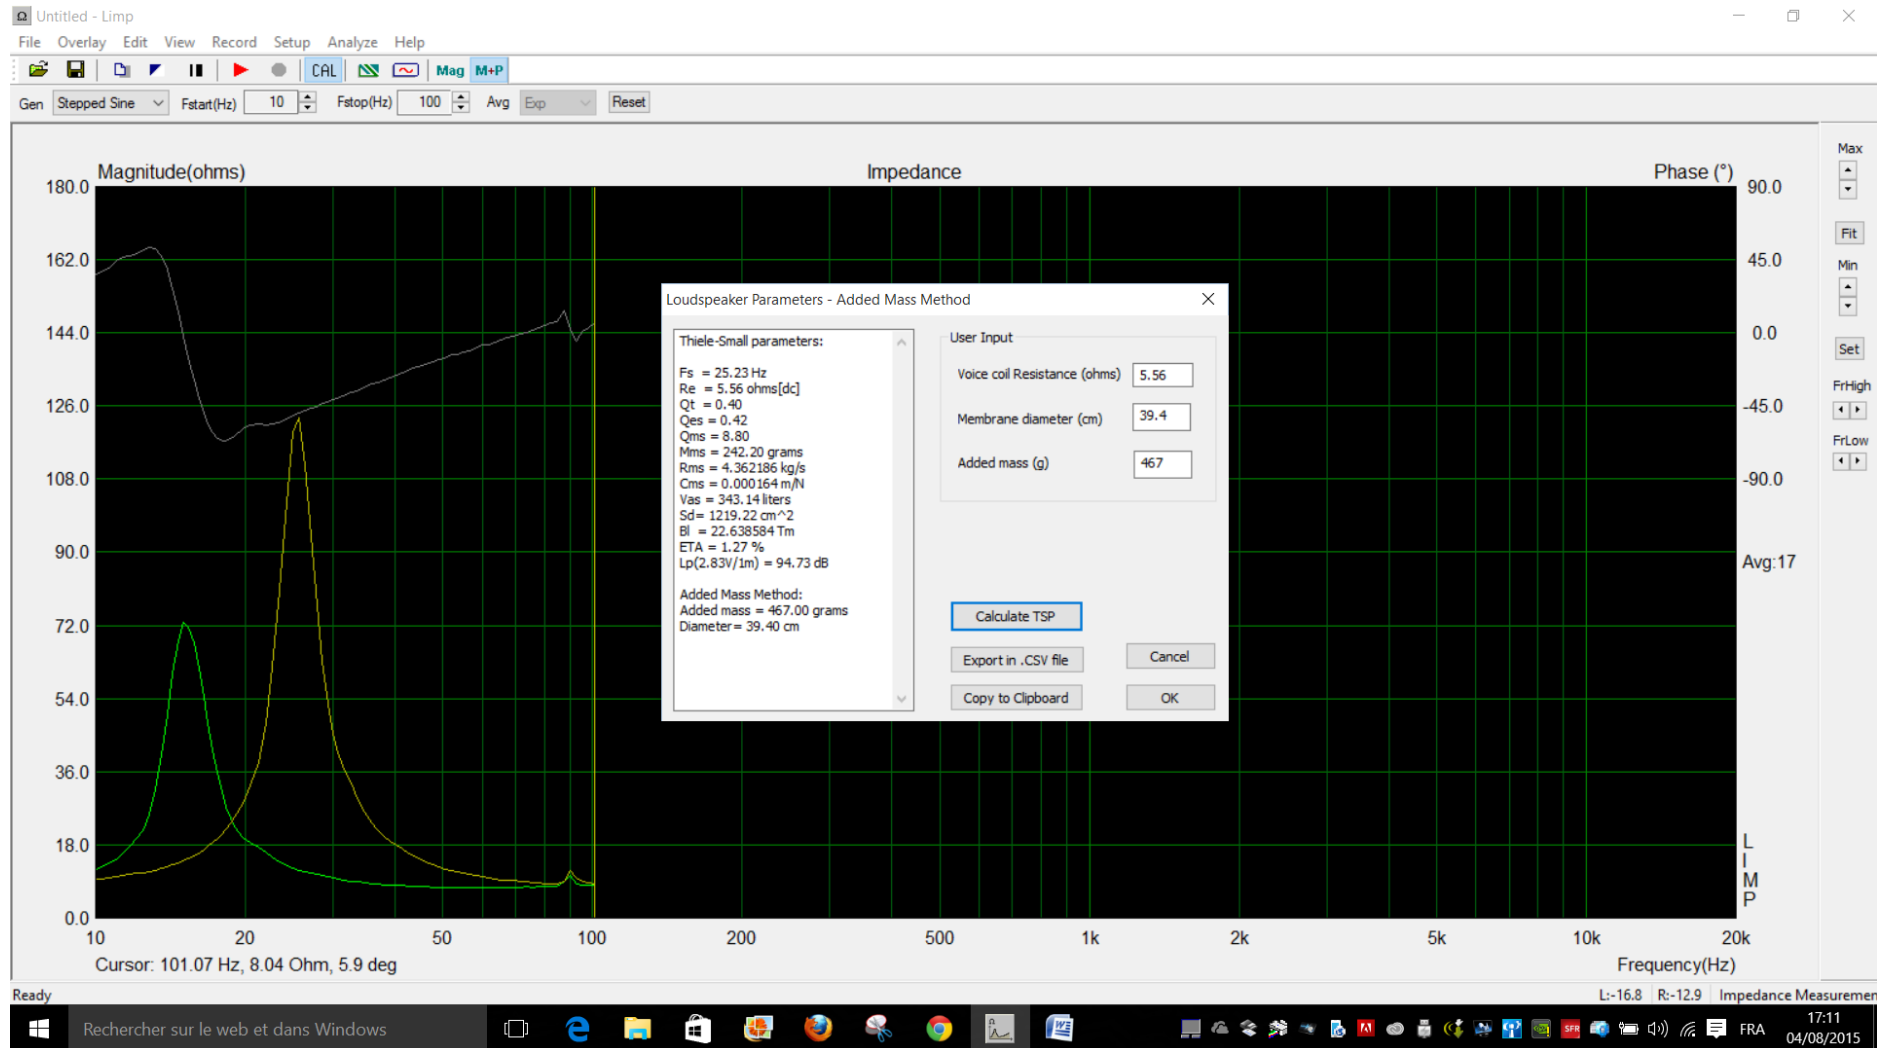 Untitled - Limp
File Overlay Edit View Record Setup Analyze Help
CAL Mag M+P
Gen Stepped Sine Fstart(Hz) 10 Fstop(Hz) 100 Avg Exp Reset
Magnitude(ohms) Impedance Phase (°)
180.0
162.0
144.0
126.0
108.0
90.0
72.0
54.0
36.0
18.0
0.0
90.0
45.0
0.0
-45.0
-90.0
Avg:17
L
I
M
P
10 20 50 100 200 500 1k 2k 5k 10k 20k
Cursor: 101.07 Hz, 8.04 Ohm, 5.9 deg
Frequency(Hz)
Max
Fit
Min
Set
FrHigh
FrLow
Loudspeaker Parameters - Added Mass Method
Thiele-Small parameters:
Fs = 25.23 Hz
Re = 5.56 ohms[dc]
Qt = 0.40
Qes = 0.42
Qms = 8.80
Mms = 242.20 grams
Rms = 4.362186 kg/s
Cms = 0.000164 m/N
Vas = 343.14 liters
Sd= 1219.22 cm^2
Bl = 22.638584 Tm
ETA = 1.27 %
Lp(2.83V/1m) = 94.73 dB
Added Mass Method:
Added mass = 467.00 grams
Diameter= 39.40 cm
User Input
Voice coil Resistance (ohms) 5.56
Membrane diameter (cm) 39.4
Added mass (g) 467
Calculate TSP
Export in .CSV file
Cancel
Copy to Clipboard
OK
Ready
L:-16.8 R:-12.9 Impedance Measuremen
Rechercher sur le web et dans Windows
SFR
FRA
17:11
04/08/2015